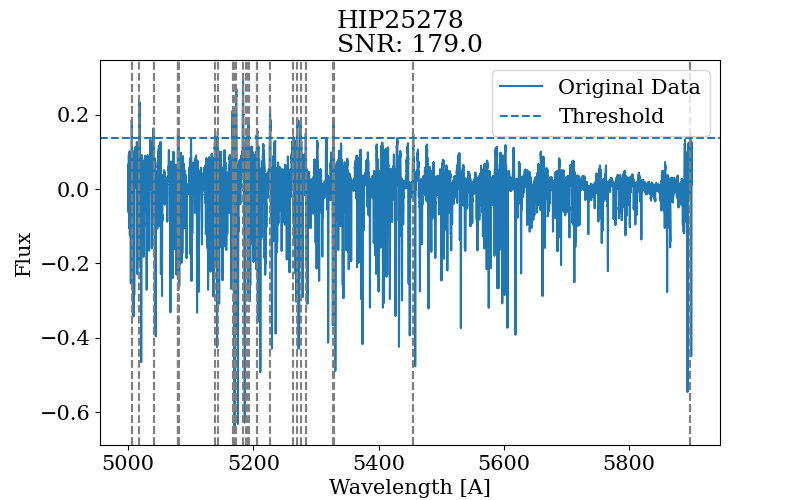 HIP25278
SNR: 179.0
Original Data
Threshold
0.2
0.0
−0.2
−0.4
−0.6
Flux
5000
5200
5400
5600
5800
Wavelength [A]